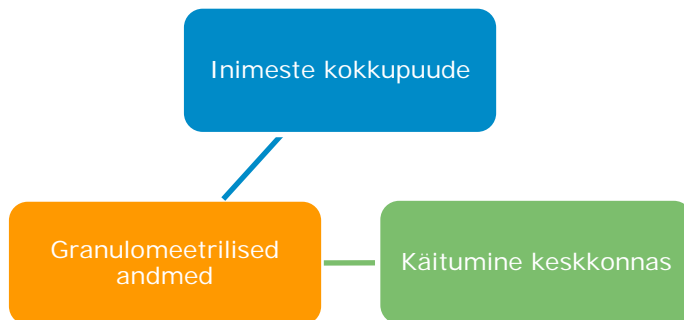 Inimeste kokkupuude
Granulomeetrilised
andmed
Käitumine keskkonnas